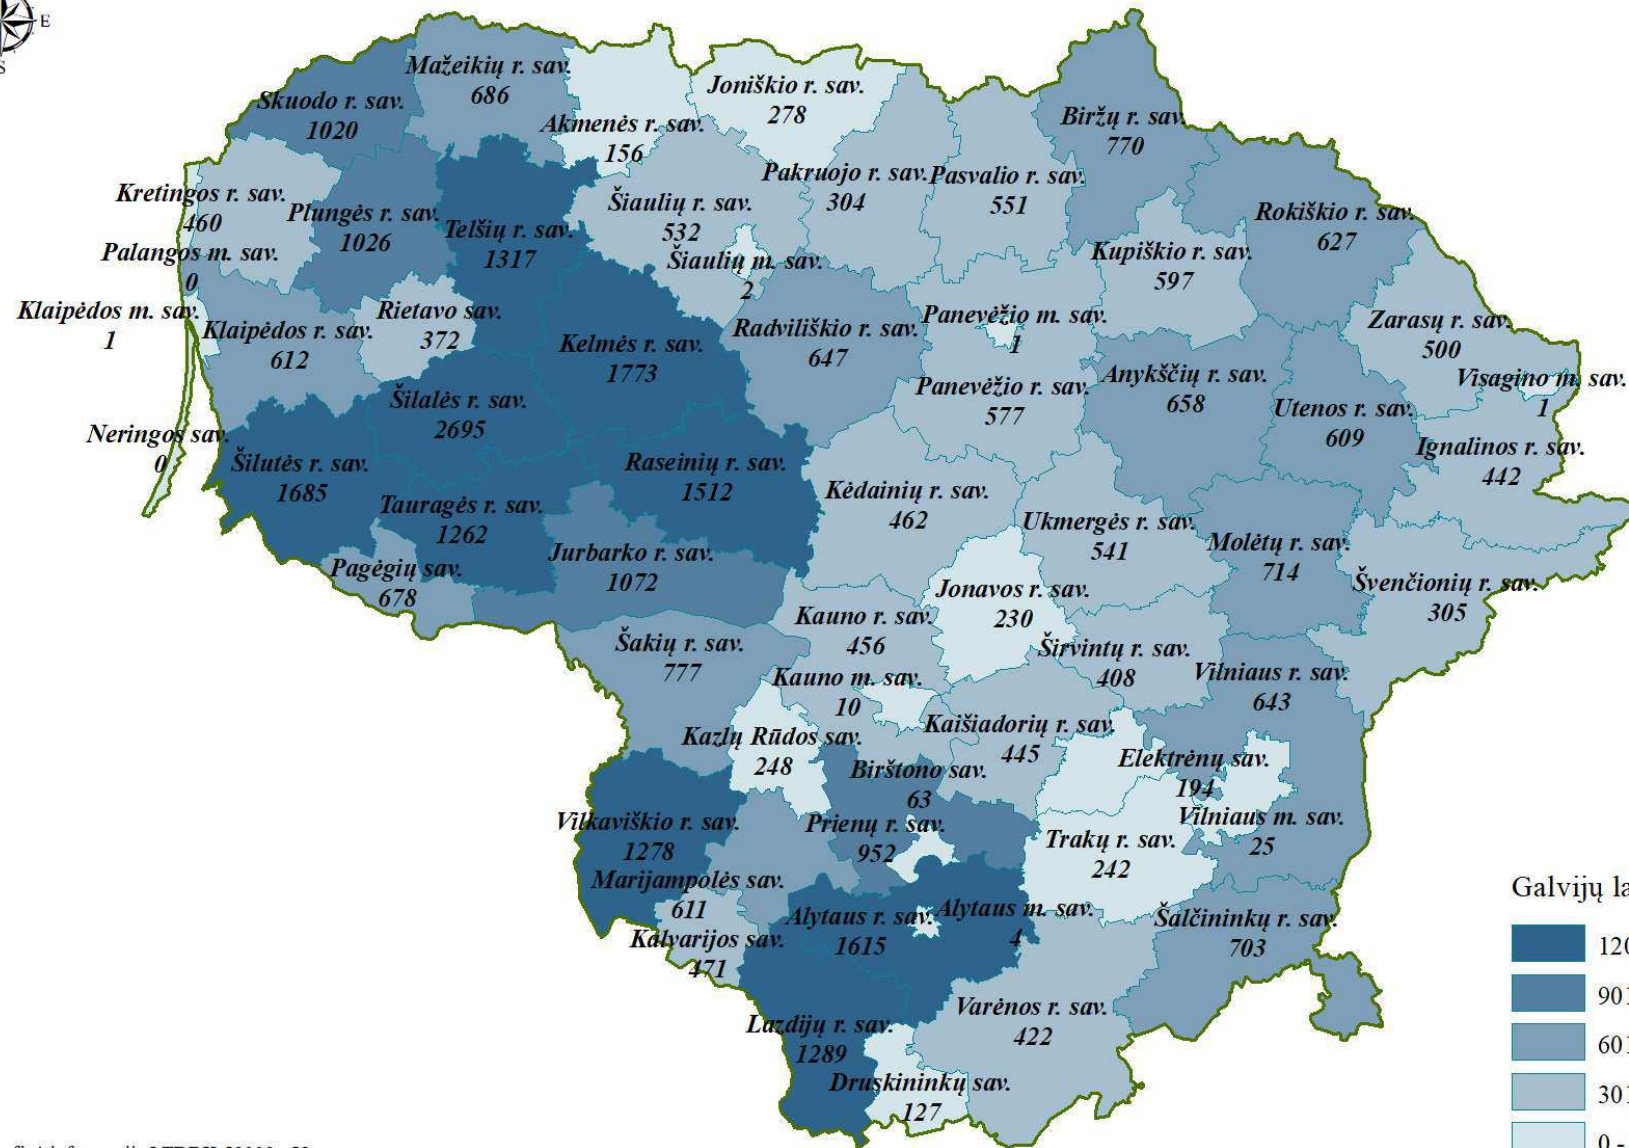 E
S
Mažeikių r. sav.
686
Skuodo r. sav.
1020
Joniškio r. sav.
278
Akmenės r. sav.
156
Biržų r. sav.
770
Kretingos r. sav.
460
Plungės r. sav.
1026
Telšių r. sav.
1317
Šiaulių r. sav.
532
Pakruojo r. sav.
304
Pasvalio r. sav.
551
Rokiškio r. sav.
627
Palangos m. sav.
0
Šiaulių m. sav.
2
Kupiškio r. sav.
597
Klaipėdos m. sav.
1
Klaipėdos r. sav.
612
Rietavo sav.
372
Kelmės r. sav.
1773
Radviliškio r. sav.
647
Panevėžio m. sav.
1
Zarasų r. sav.
500
Visagino m. sav.
1
Panevėžio r. sav.
577
Anykščių r. sav.
658
Utenos r. sav.
609
Šilalės r. sav.
2695
Neringos sav.
0
Šilutės r. sav.
1685
Raseinių r. sav.
1512
Ignalinos r. sav.
442
Tauragės r. sav.
1262
Kėdainių r. sav.
462
Ukmergės r. sav.
541
Molėtų r. sav.
714
Pagėgių sav.
678
Jurbarko r. sav.
1072
Jonavos r. sav.
230
Švenčionių r. sav.
305
Šakių r. sav.
777
Kauno r. sav.
456
Širvintų r. sav.
408
Vilniaus r. sav.
643
Kauno m. sav.
10
Kazlų Rūdos sav.
248
Kaišiadorių r. sav.
445
Birštono sav.
63
Elektrėnų sav.
194
Vilkaviškio r. sav.
1278
Prienų r. sav.
952
Trakų r. sav.
242
Vilniaus m. sav.
25
Marijampolės sav.
611
Kalvarijos sav.
471
Alytaus r. sav.
1615
Alytaus m. sav.
4
Šalčininkų r. sav.
703
Lazdijų r. sav.
1289
Varėnos r. sav.
422
Druskininkų sav.
127
Galvijų la
120
901
601
301
0 -